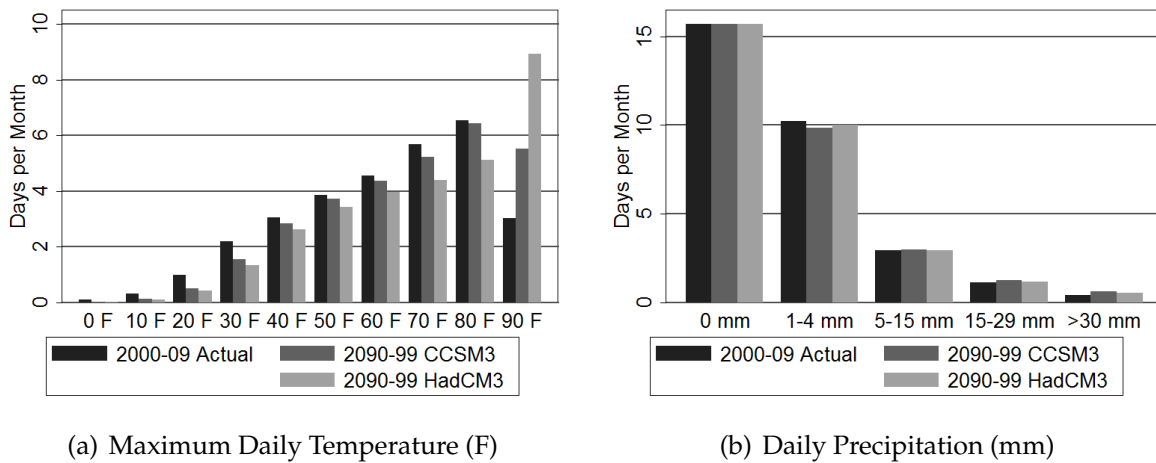 10
8
6
4
2
0
Days per Month
0 F 10 F 20 F 30 F 40 F 50 F 60 F 70 F 80 F 90 F
2000-09 Actual
2090-99 CCSM3
2090-99 HadCM3
(a) Maximum Daily Temperature (F)
15
10
5
0
Days per Month
0 mm 1-4 mm 5-15 mm 15-29 mm >30 mm
2000-09 Actual
2090-99 CCSM3
2090-99 HadCM3
(b) Daily Precipitation (mm)